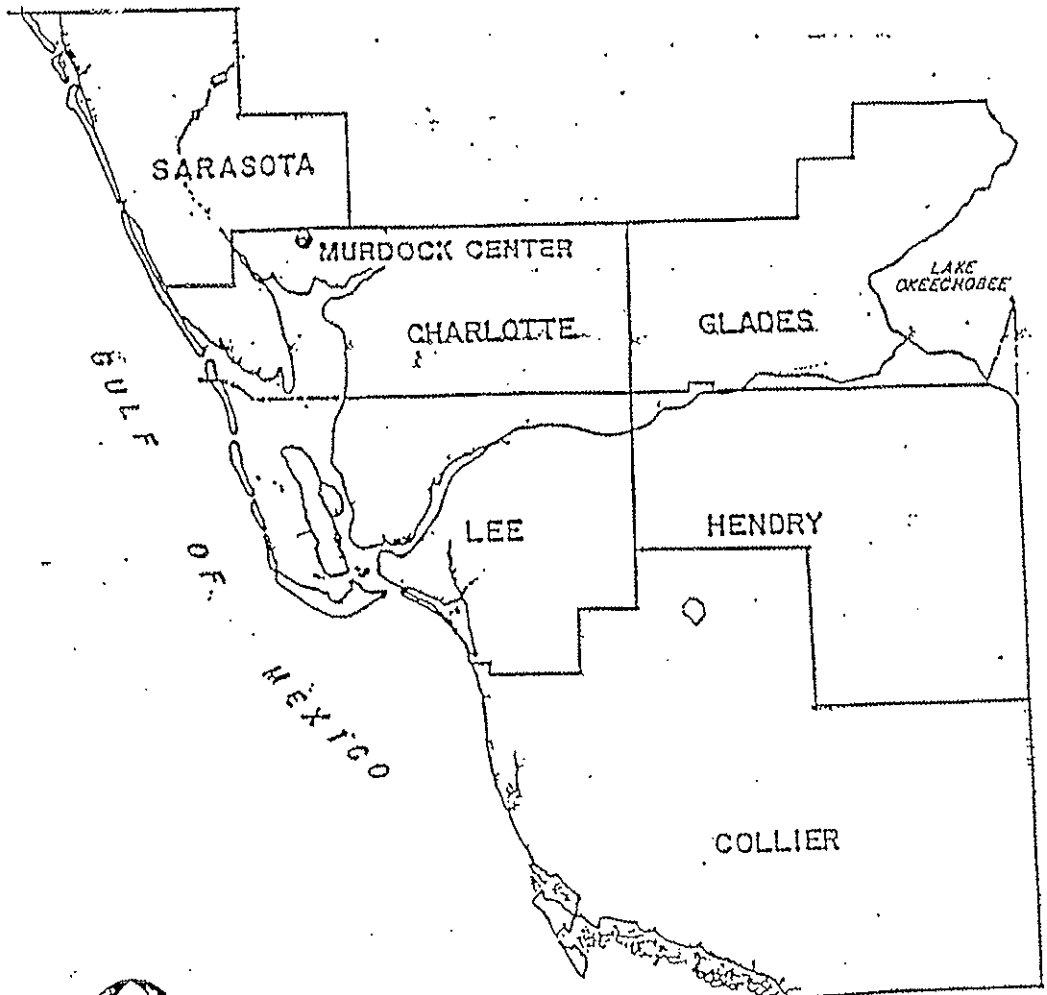 SARASOTA
MURDOCK CENTER
LAKE
OKEECHOBEE
CHARLOTTE
GLADES
GULF
OF
MEXICO
LEE
HENDRY
COLLIER